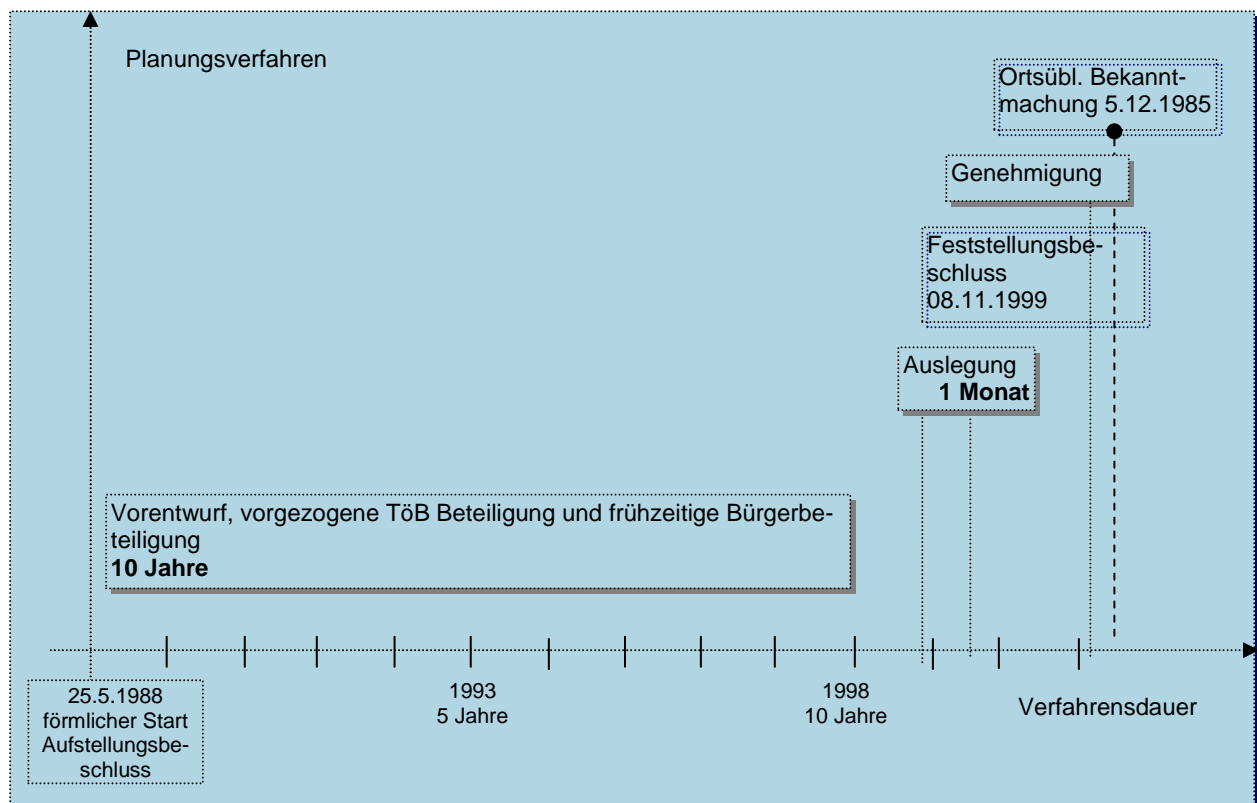 Planungsverfahren
Ortsübl. Bekannt-
machung 5.12.1985
Genehmigung
Feststellungsbe-
schluss
08.11.1999
Auslegung
1 Monat
Vorentwurf, vorgezogene TöB Beteiligung und frühzeitige Bürgerbe-
teiligung
10 Jahre
25.5.1988
förmlicher Start
Aufstellungsbe-
schluss
1993
5 Jahre
1998
10 Jahre
Verfahrensdauer